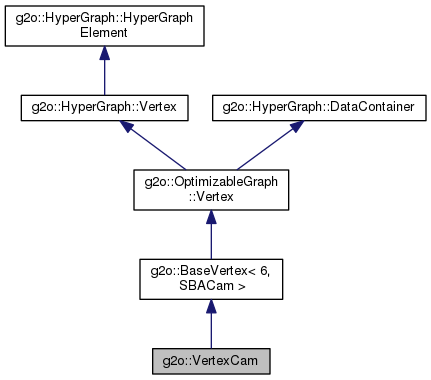 g2o::HyperGraph::HyperGraph
Element
g2o::HyperGraph::Vertex
g2o::HyperGraph::DataContainer
g2o::OptimizableGraph
::Vertex
g2o::BaseVertex< 6,
SBACam >
g2o::VertexCam